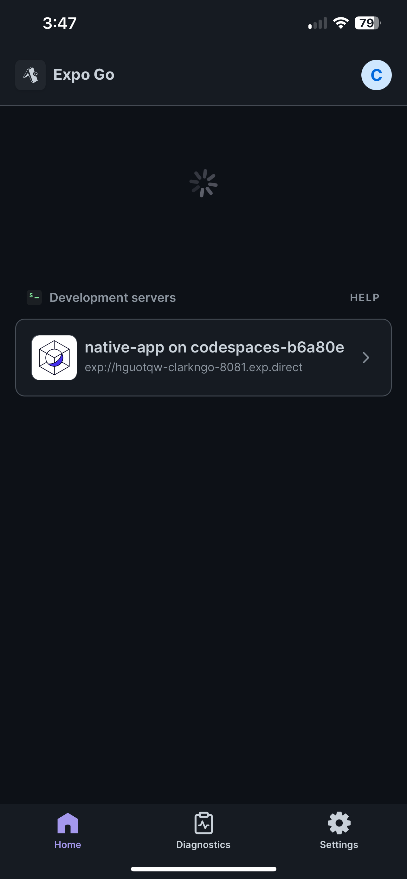 3:47
79
Expo Go
C
Development servers
HELP
native-app on codespaces-b6a80e
exp://hguotqw-clarkngo-8081.exp.direct
Home
Diagnostics
Settings